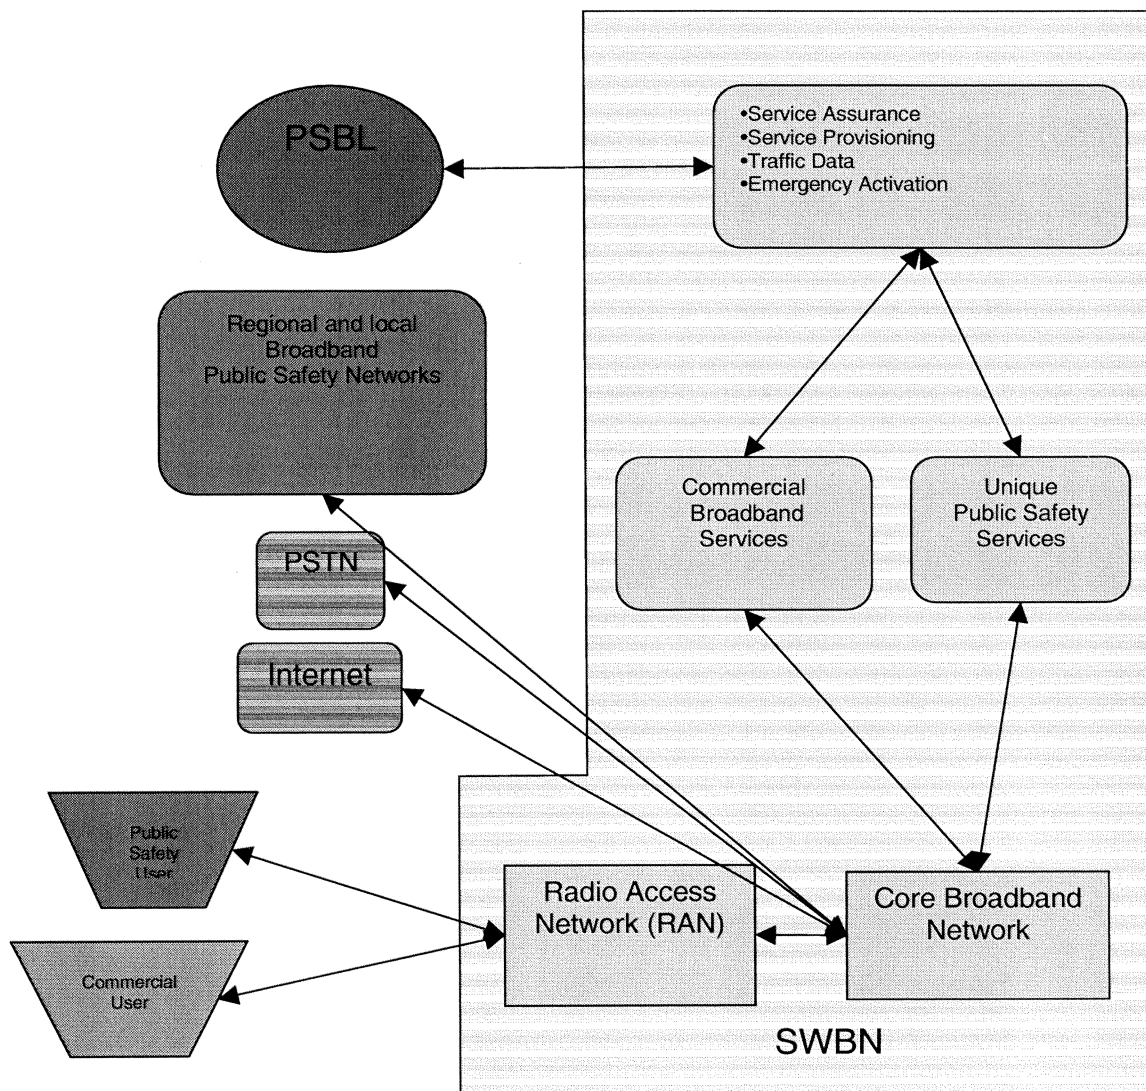 PSBL
•Service Assurance
•Service Provisioning
•Traffic Data
•Emergency Activation
Regional and local
Broadband
Public Safety Networks
Commercial
Broadband
Services
Unique
Public Safety
Services
PSTN
Internet
Public
Safety
User
Commercial
User
Radio Access
Network (RAN)
Core Broadband
Network
SWBN